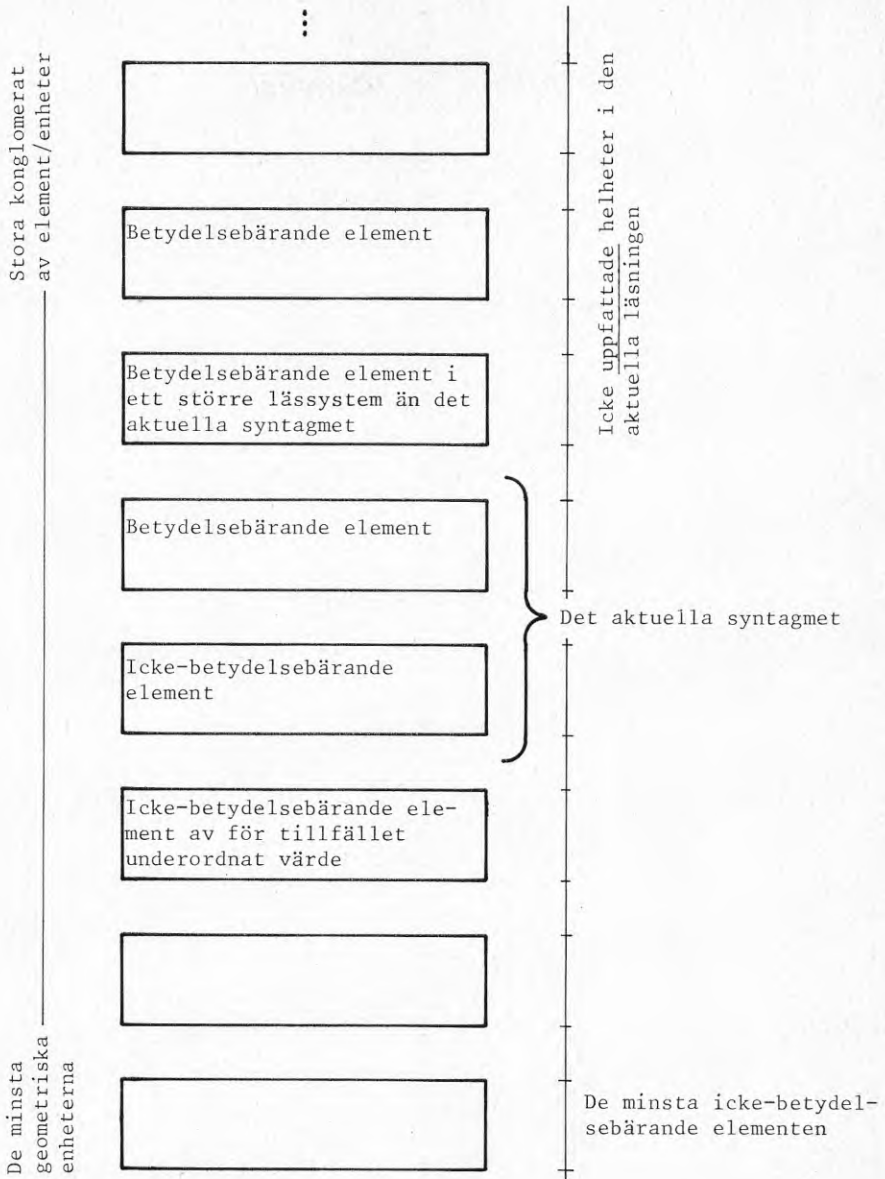 Stora konglomerat
av element/enheter
De minsta
geometriska
enheterna
Betydelsebärande element
Betydelsebärande element i
ett större lässystem än det
aktuella syntagmet
Betydelsebärande element
Icke-betydelsebärande
element
Icke-betydelsebärande ele-
ment av för tillfället
underordnat värde
Icke uppfattade helheter i den
aktuella läsningen
Det aktuella syntagmet
De minsta icke-betydel-
sebärande elementen